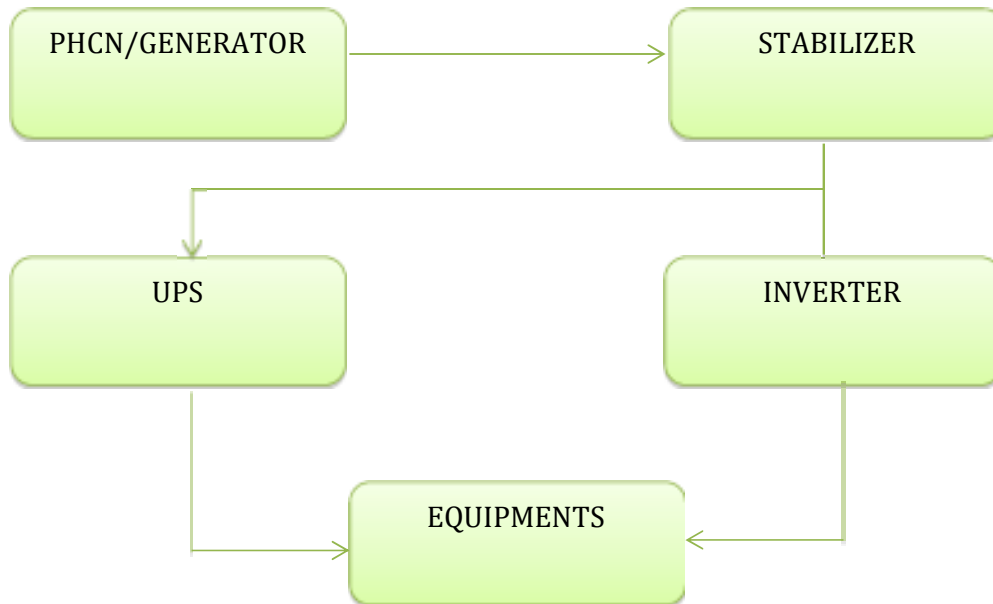 PHCN/GENERATOR
STABILIZER
UPS
INVERTER
EQUIPMENTS